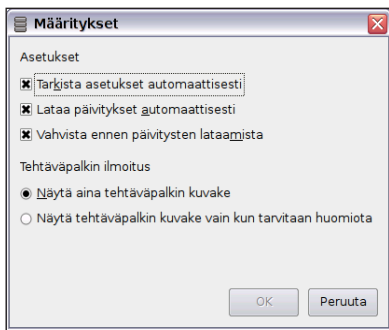 Määritykset
Asetukset
Tarkista asetukset automaattisesti
Lataa päivitykset automaattisesti
Vahvista ennen päivitysten lataamista
Tehtäväpalkin ilmoitus
Näytä aina tehtäväpalkin kuvake
Näytä tehtäväpalkin kuvake vain kun tarvitaan huomiota
OK Peruuta